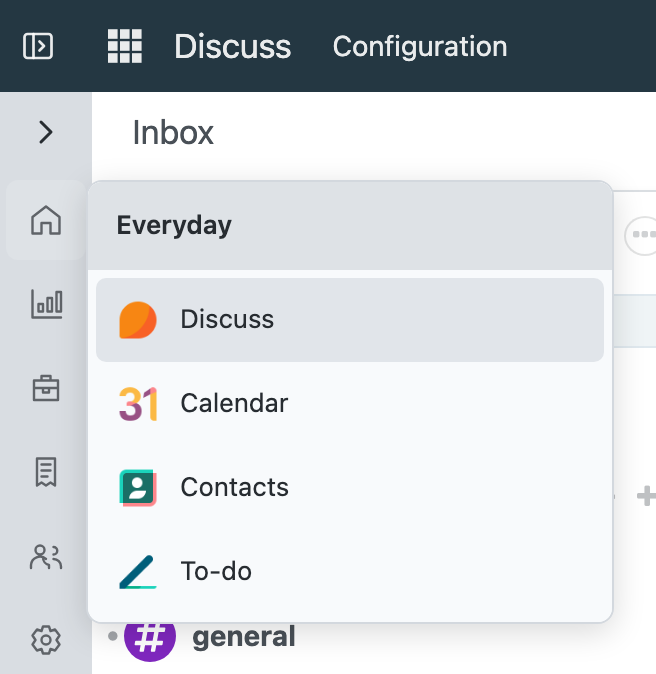 Discuss Configuration
Inbox
Everyday
Discuss
31 Calendar
Contacts
To-do
# general